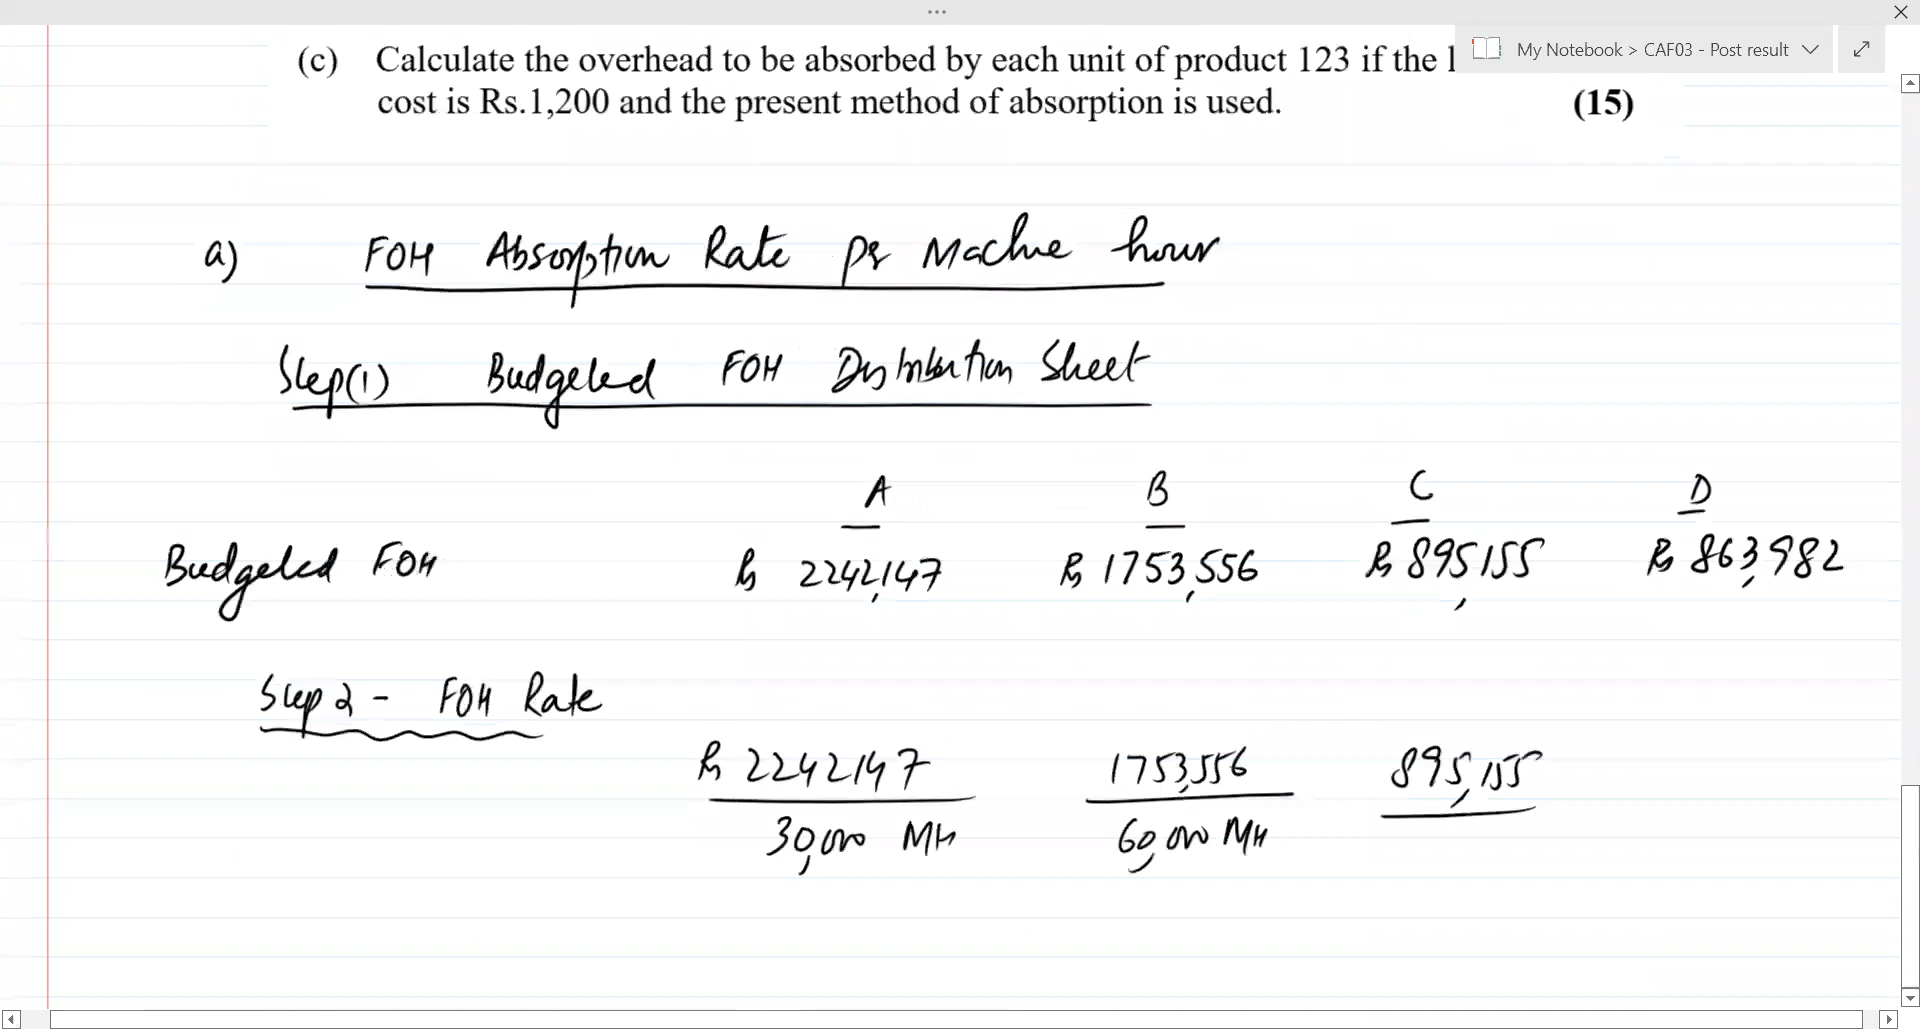 ...
My Notebook > CAF03 - Post result
(c) Calculate the overhead to be absorbed by each unit of product 123 if the l
cost is Rs.1,200 and the present method of absorption is used. (15)
a) FOH Absorption Rate per Machine hour
Step(1) Budgeted FOH Distribution Sheet
A B C D
Budgeted FOH Rs 2242,147 Rs 1753,556 Rs 895,155 Rs 863,982
Step 2 - FOH Rate
Rs 2242147 1753,556 895,155
30,000 MH 60,000 MH